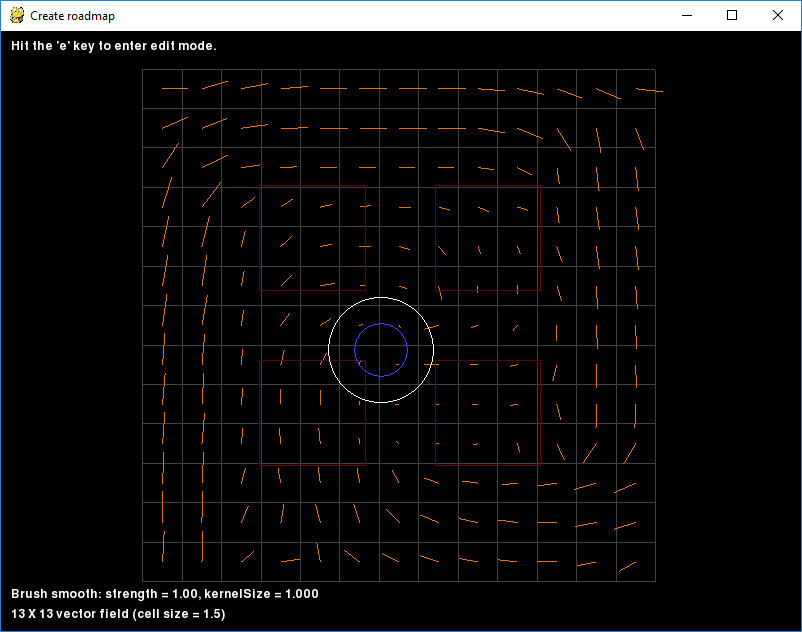 Create roadmap
Hit the 'e' key to enter edit mode.
Brush smooth: strength = 1.00, kernelSize = 1.000
13 X 13 vector field (cell size = 1.5)